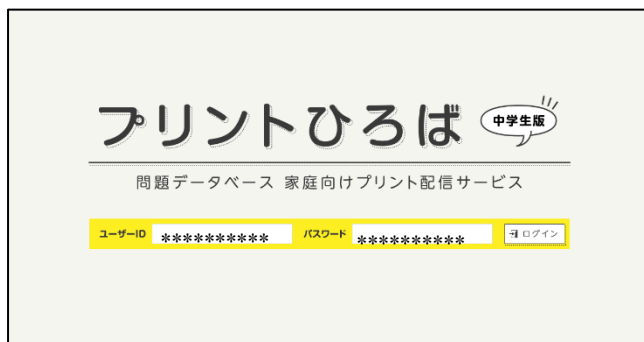 プリントひろば 中学生版
問題データベース 家庭向けプリント配信サービス
ユーザーID ********** パスワード ********** ログイン